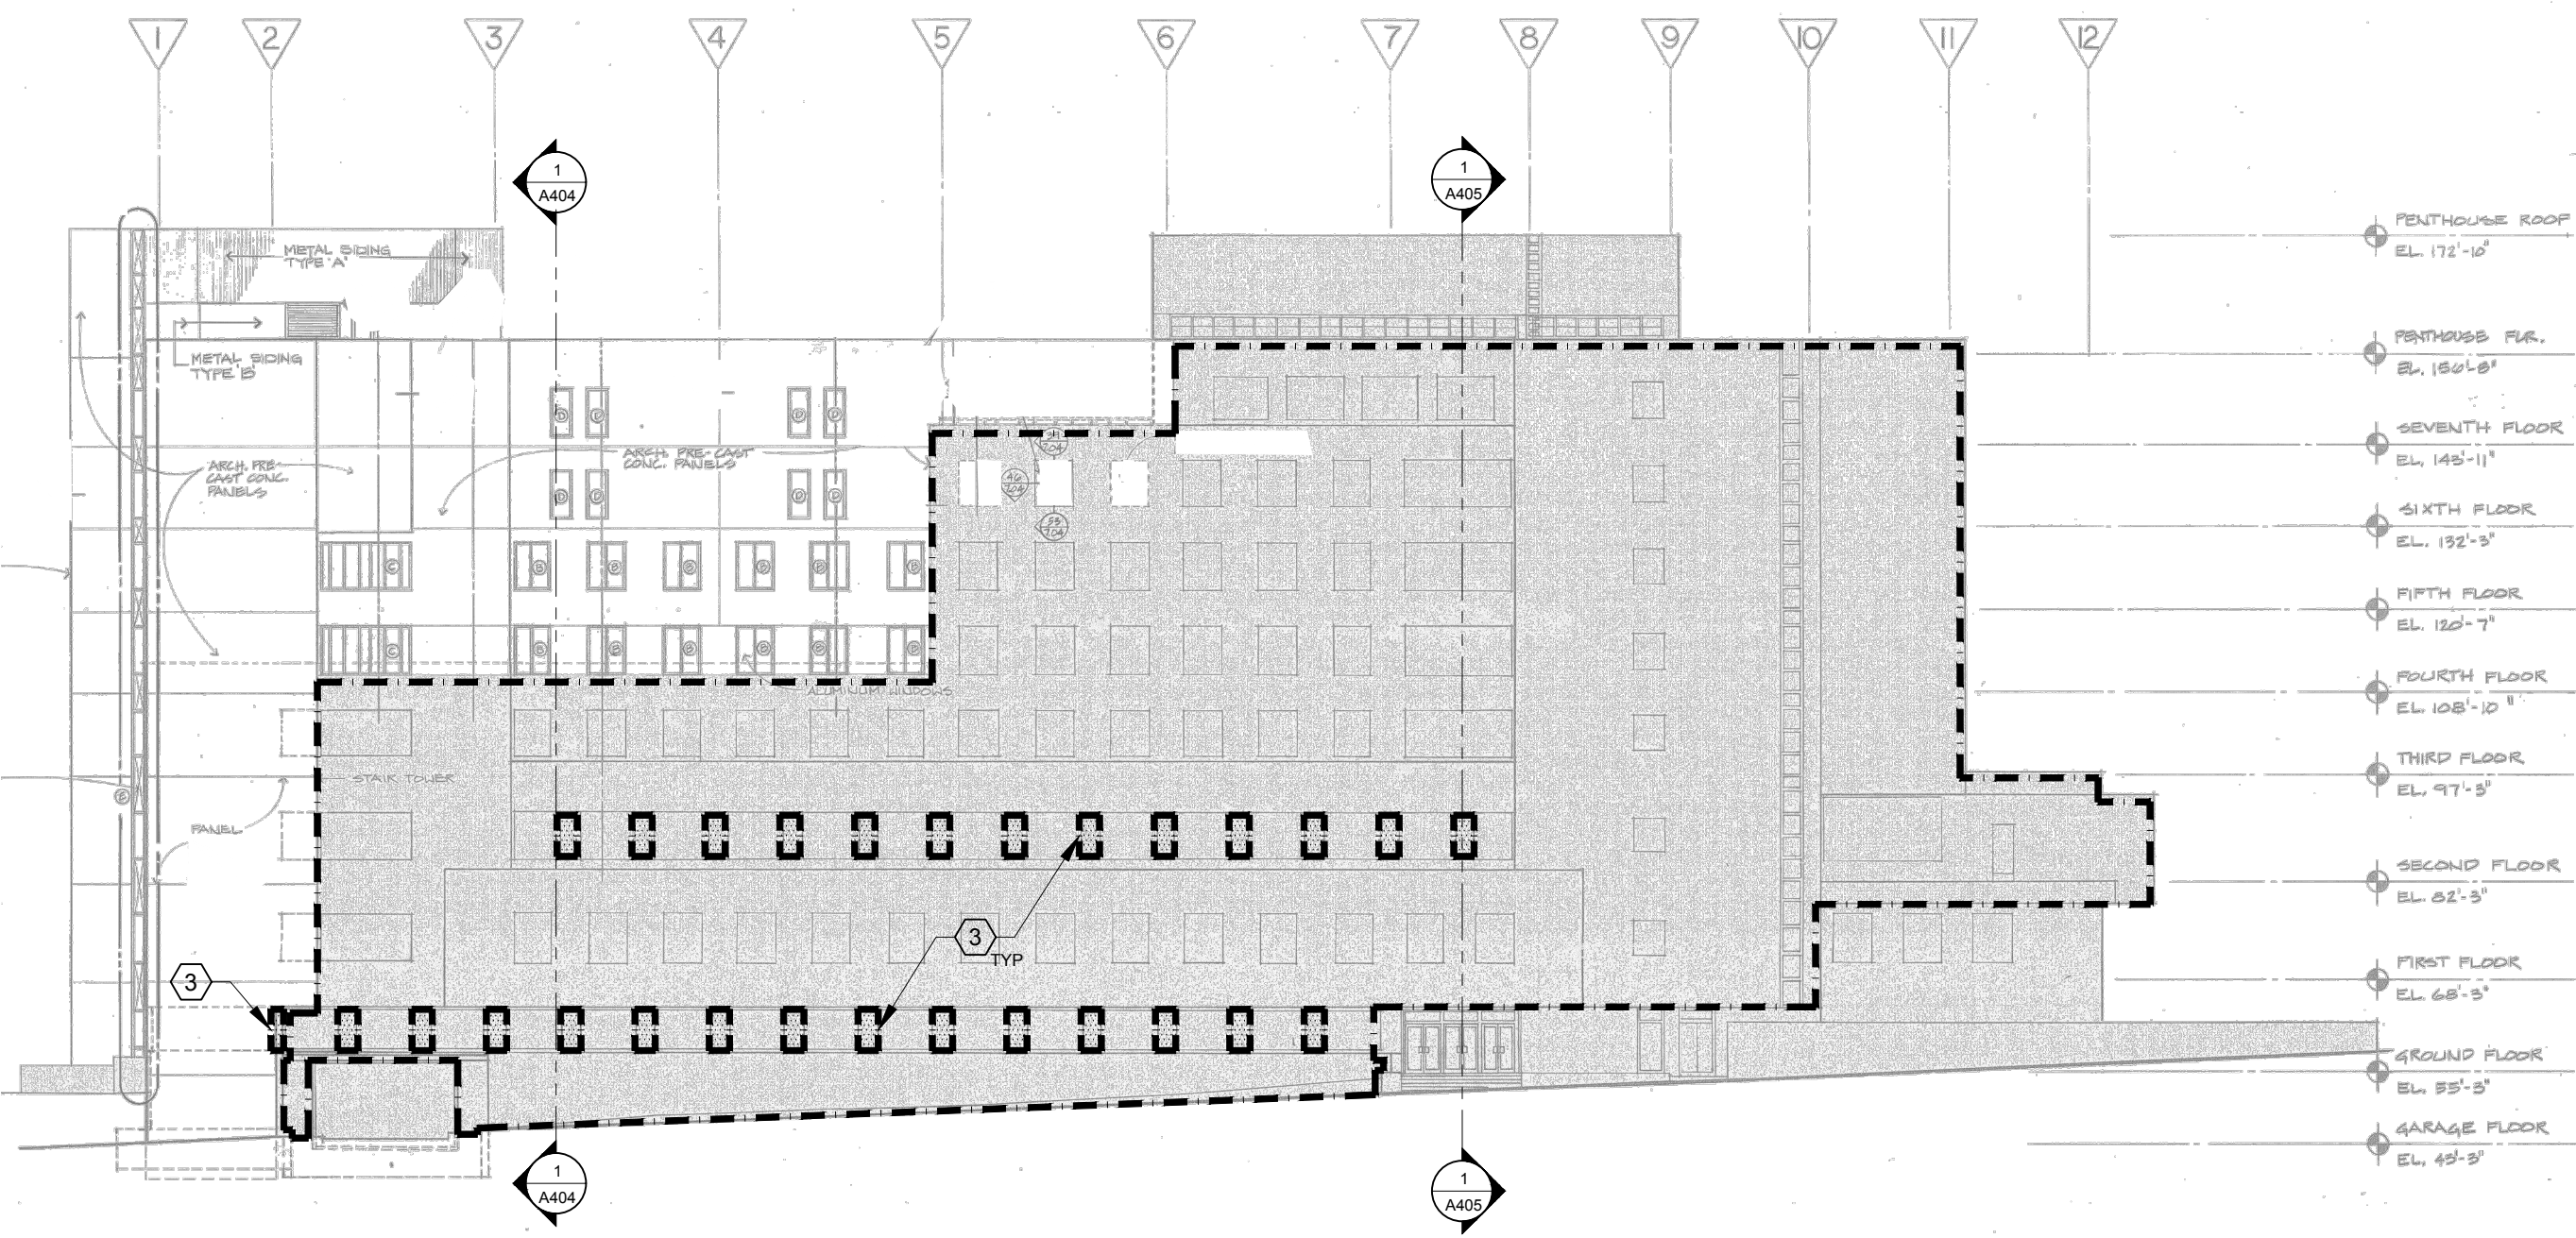 1 2 3 4 5 6 7 8 9 10 11 12
1
A404
1
A405
METAL SIDING
TYPE 'A'
METAL SIDING
TYPE 'B'
PENTHOUSE ROOF
EL. 172'-10"
PENTHOUSE FLR.
EL. 156'-8"
D D D D
SEVENTH FLOOR
EL. 143'-11"
ARCH. PRE-
CAST CONC.
PANELS
ARCH. PRE-CAST
CONC. PANELS
D D D D
704
46
704
53
704
SIXTH FLOOR
EL. 132'-3"
C B B B B B B
FIFTH FLOOR
EL. 120'-7"
C B B B B B B
ALUMINUM WINDOWS
FOURTH FLOOR
EL. 108'-10"
STAIR TOWER
E
THIRD FLOOR
EL. 97'-3"
PANEL
SECOND FLOOR
EL. 82'-3"
3
TYP
3
FIRST FLOOR
EL. 68'-3"
GROUND FLOOR
EL. 55'-3"
GARAGE FLOOR
EL. 43'-3"
1
A404
1
A405